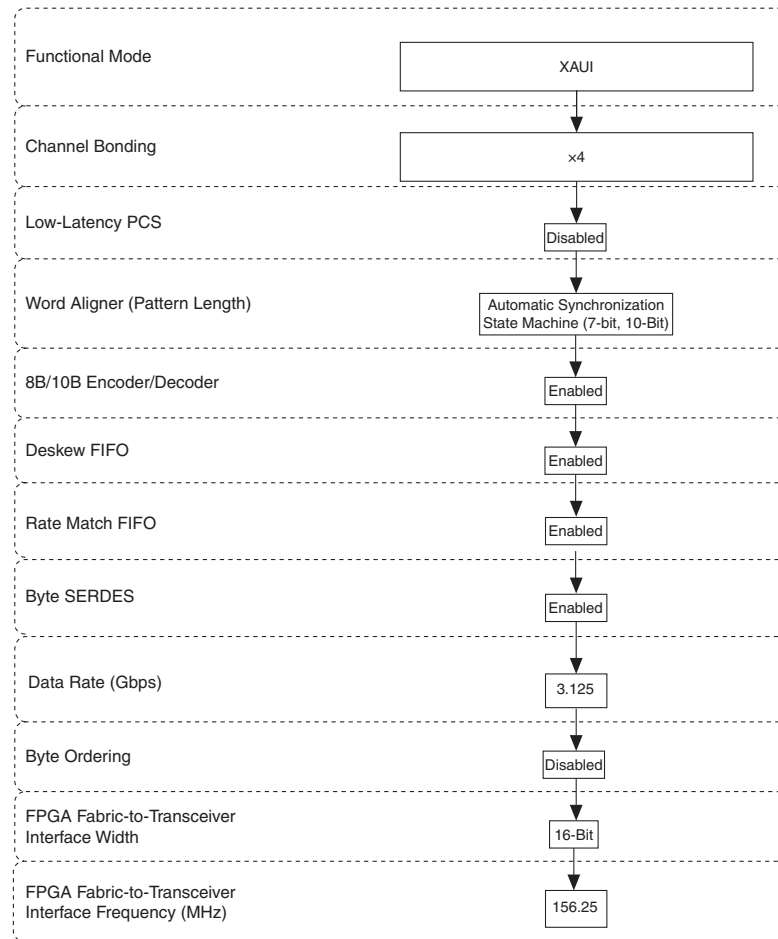 Functional Mode
XAUI
Channel Bonding
×4
Low-Latency PCS
Disabled
Word Aligner (Pattern Length)
Automatic Synchronization
State Machine (7-bit, 10-Bit)
8B/10B Encoder/Decoder
Enabled
Deskew FIFO
Enabled
Rate Match FIFO
Enabled
Byte SERDES
Enabled
Data Rate (Gbps)
3.125
Byte Ordering
Disabled
FPGA Fabric-to-Transceiver
Interface Width
16-Bit
FPGA Fabric-to-Transceiver
Interface Frequency (MHz)
156.25